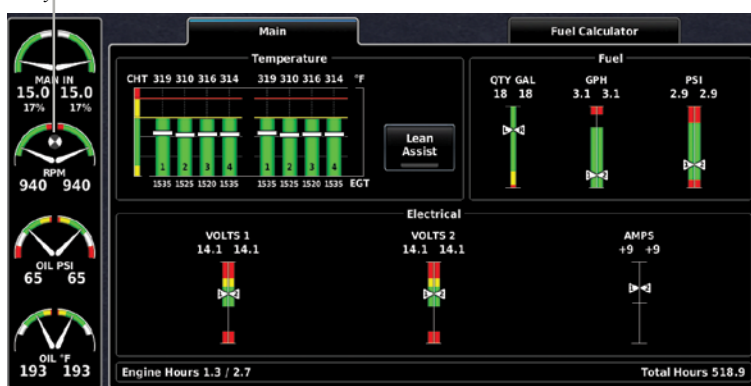 Main
Fuel Calculator
MAN IN
15.0 15.0
17% 17%
RPM
940 940
OIL PSI
65 65
OIL °F
193 193
Temperature
CHT 319 310 316 314 319 310 316 314 °F
1 2 3 4 1 2 3 4
1535 1525 1520 1535 1535 1525 1520 1535 EGT
Lean
Assist
Fuel
QTY GAL GPH PSI
18 18 3.1 3.1 2.9 2.9
L R
Electrical
VOLTS 1 VOLTS 2 AMPS
14.1 14.1 14.1 14.1 +9 +9
Engine Hours 1.3 / 2.7
Total Hours 518.9